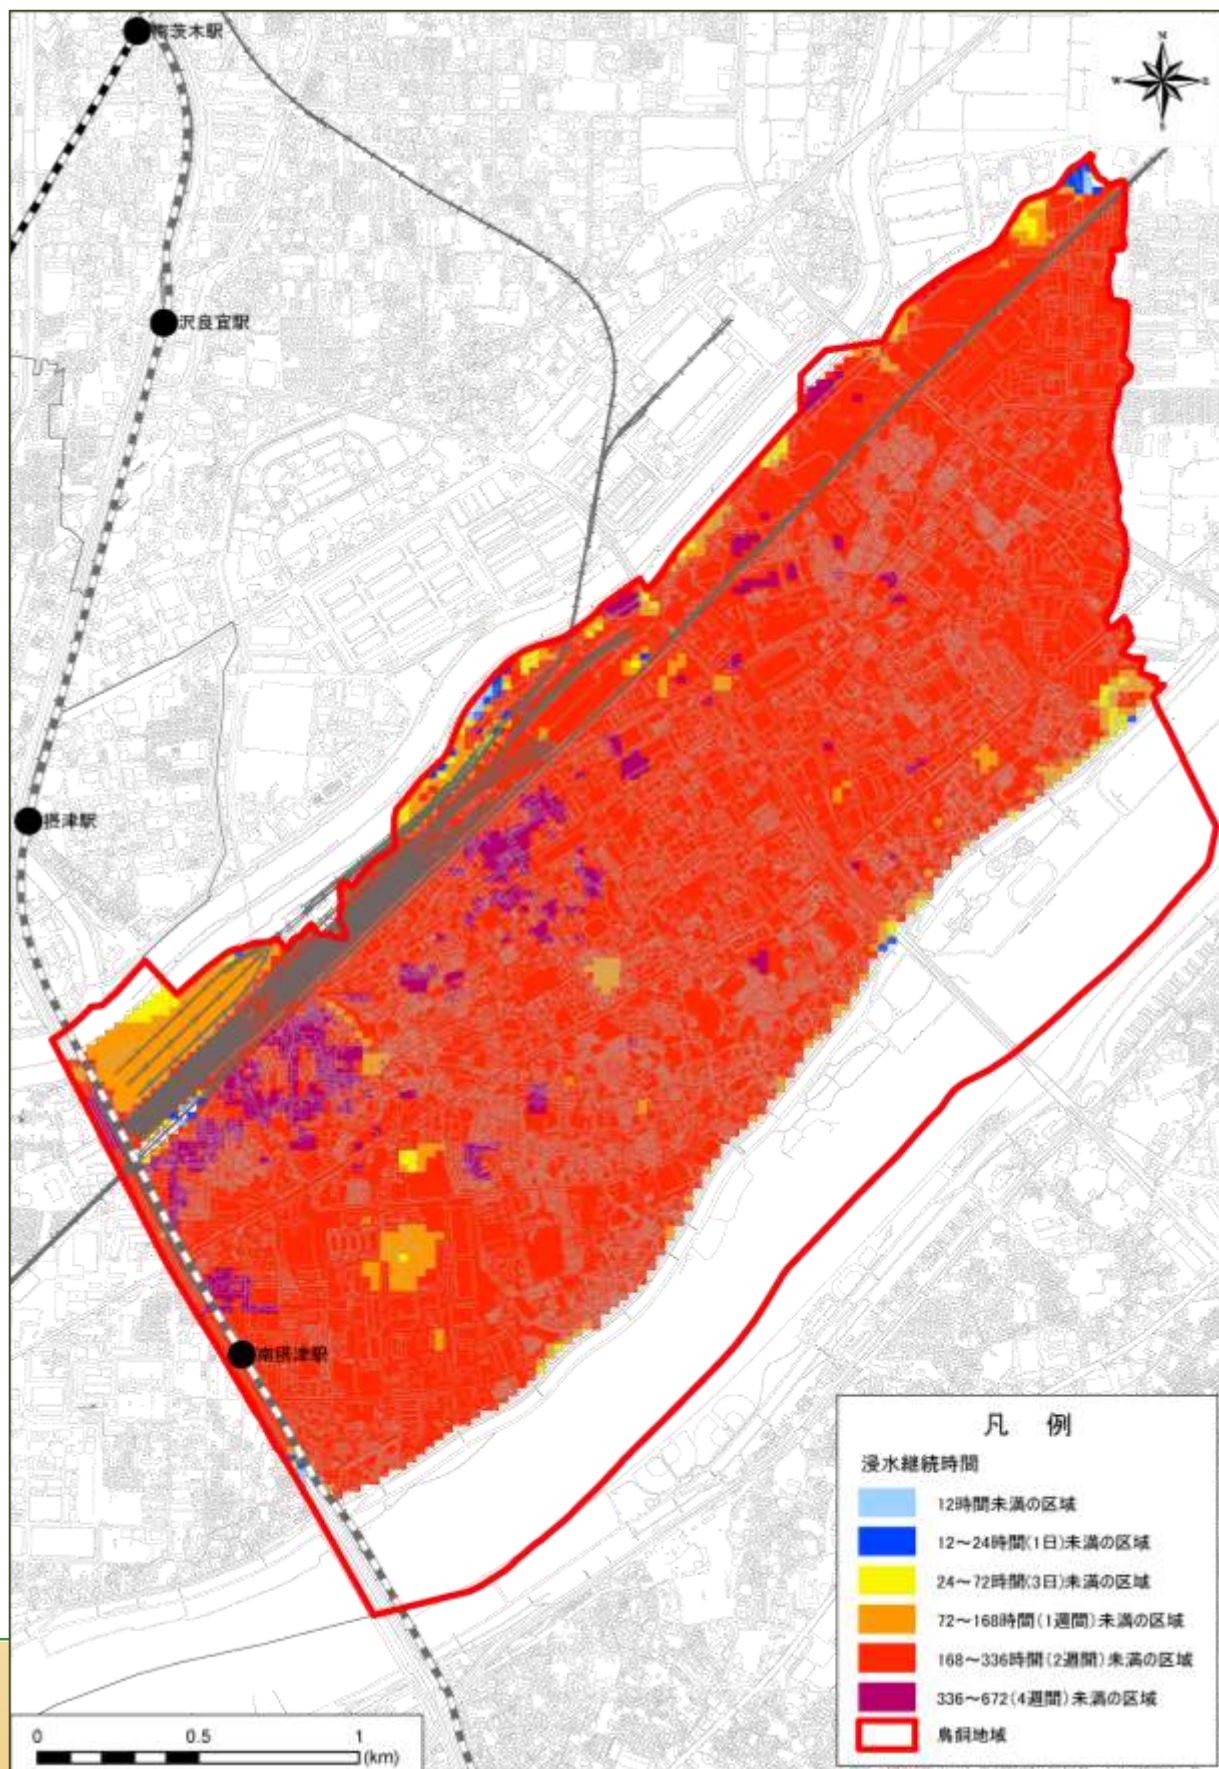 南茨木駅
N
W
E
S
沢良宜駅
摂津駅
南摂津駅
凡 例
浸水継続時間
12時間未満の区域
12~24時間(1日)未満の区域
24~72時間(3日)未満の区域
72~168時間(1週間)未満の区域
168~336時間(2週間)未満の区域
336~672(4週間)未満の区域
鳥飼地域
0 0.5 1
(km)